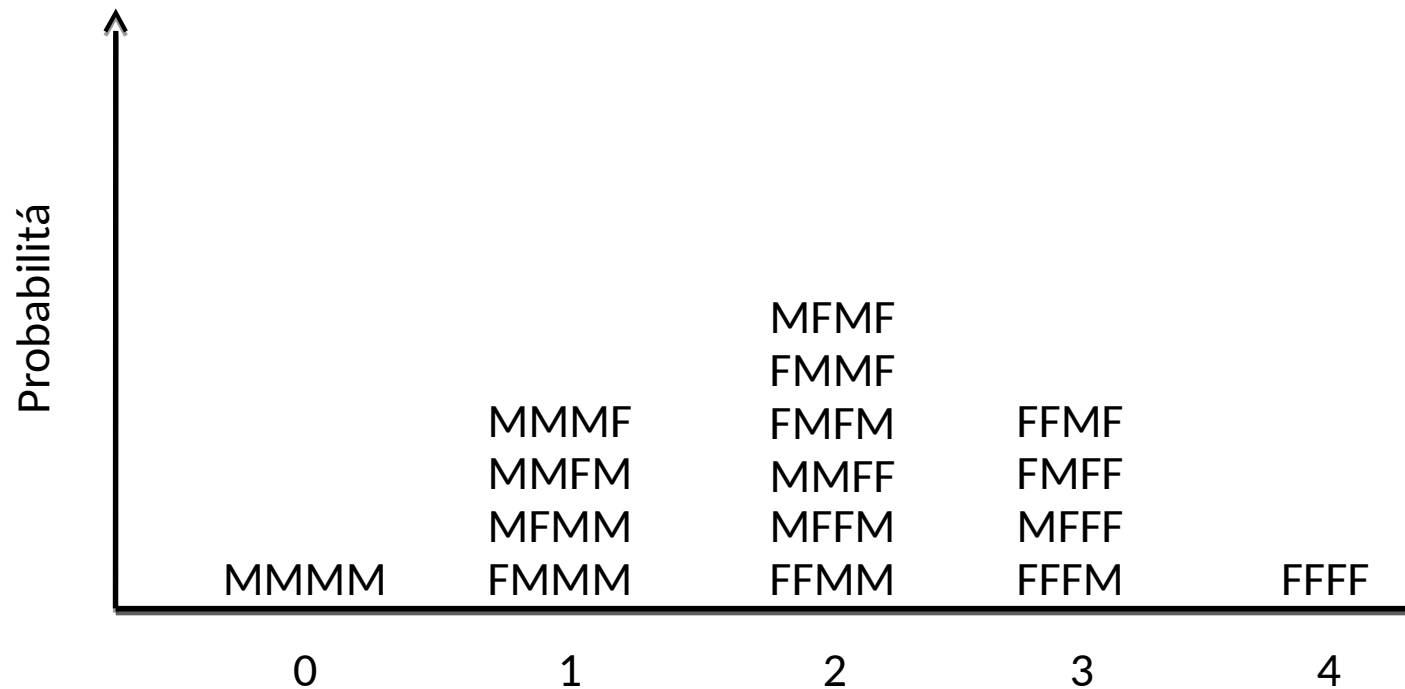 Probabilitá
MFMF
FMMF
MMMF FMFM FFMF
MMFM MMFF FMFF
MFMM MFFM MFFF
MMMM FMMM FFMM FFFM FFFF
0 1 2 3 4